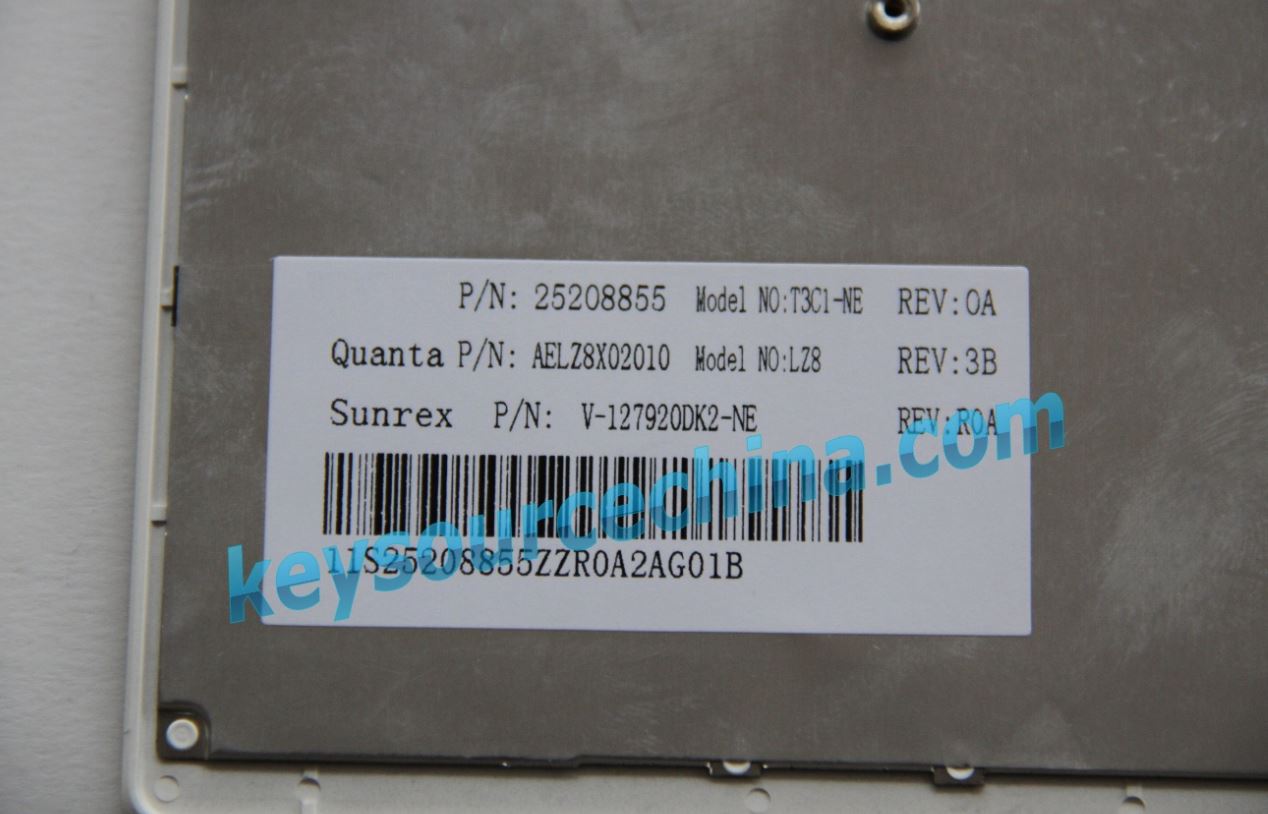 P/N: 25208855 Model NO:T3C1-NE REV:0A
Quanta P/N: AELZ8X02010 Model NO:LZ8 REV:3B
Sunrex P/N: V-127920DK2-NE REV:R0A
11S25208855ZZR0A2AG01B
keysourcechina.com